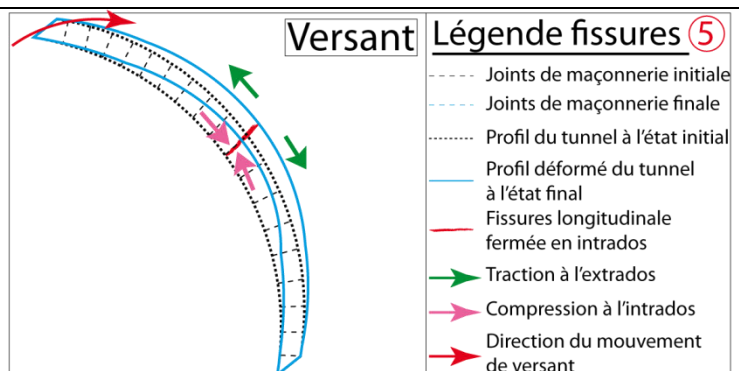 Versant
Légende fissures 5
Joints de maçonnerie initiale
Joints de maçonnerie finale
Profil du tunnel à l'état initial
Profil déformé du tunnel
à l'état final
Fissures longitudinale
fermée en intrados
Traction à l'extrados
Compression à l'intrados
Direction du mouvement
de versant